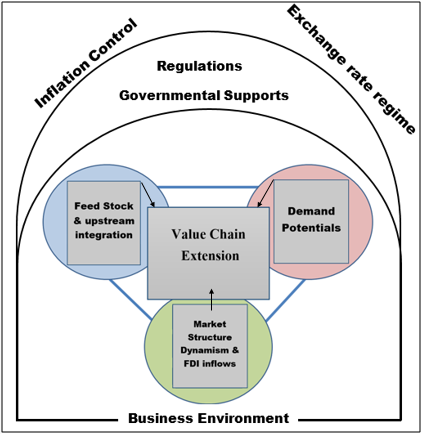 Inflation Control
Exchange rate regime
Regulations
Governmental Supports
Feed Stock
& upstream
integration
Demand
Potentials
Value Chain
Extension
Market
Structure
Dynamism &
FDI inflows
Business Environment